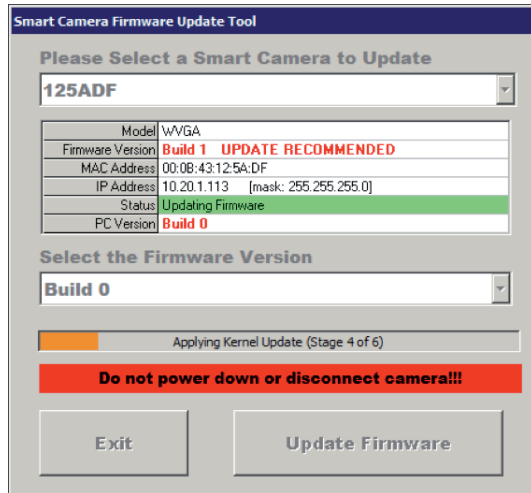 Smart Camera Firmware Update Tool
Please Select a Smart Camera to Update
125ADF
Model WVGA
Firmware Version Build 1 UPDATE RECOMMENDED
MAC Address 00:0B:43:12:5A:DF
IP Address 10.20.1.113 [mask: 255.255.255.0]
Status Updating Firmware
PC Version Build 0
Select the Firmware Version
Build 0
Applying Kernel Update (Stage 4 of 6)
Do not power down or disconnect camera!!!
Exit
Update Firmware